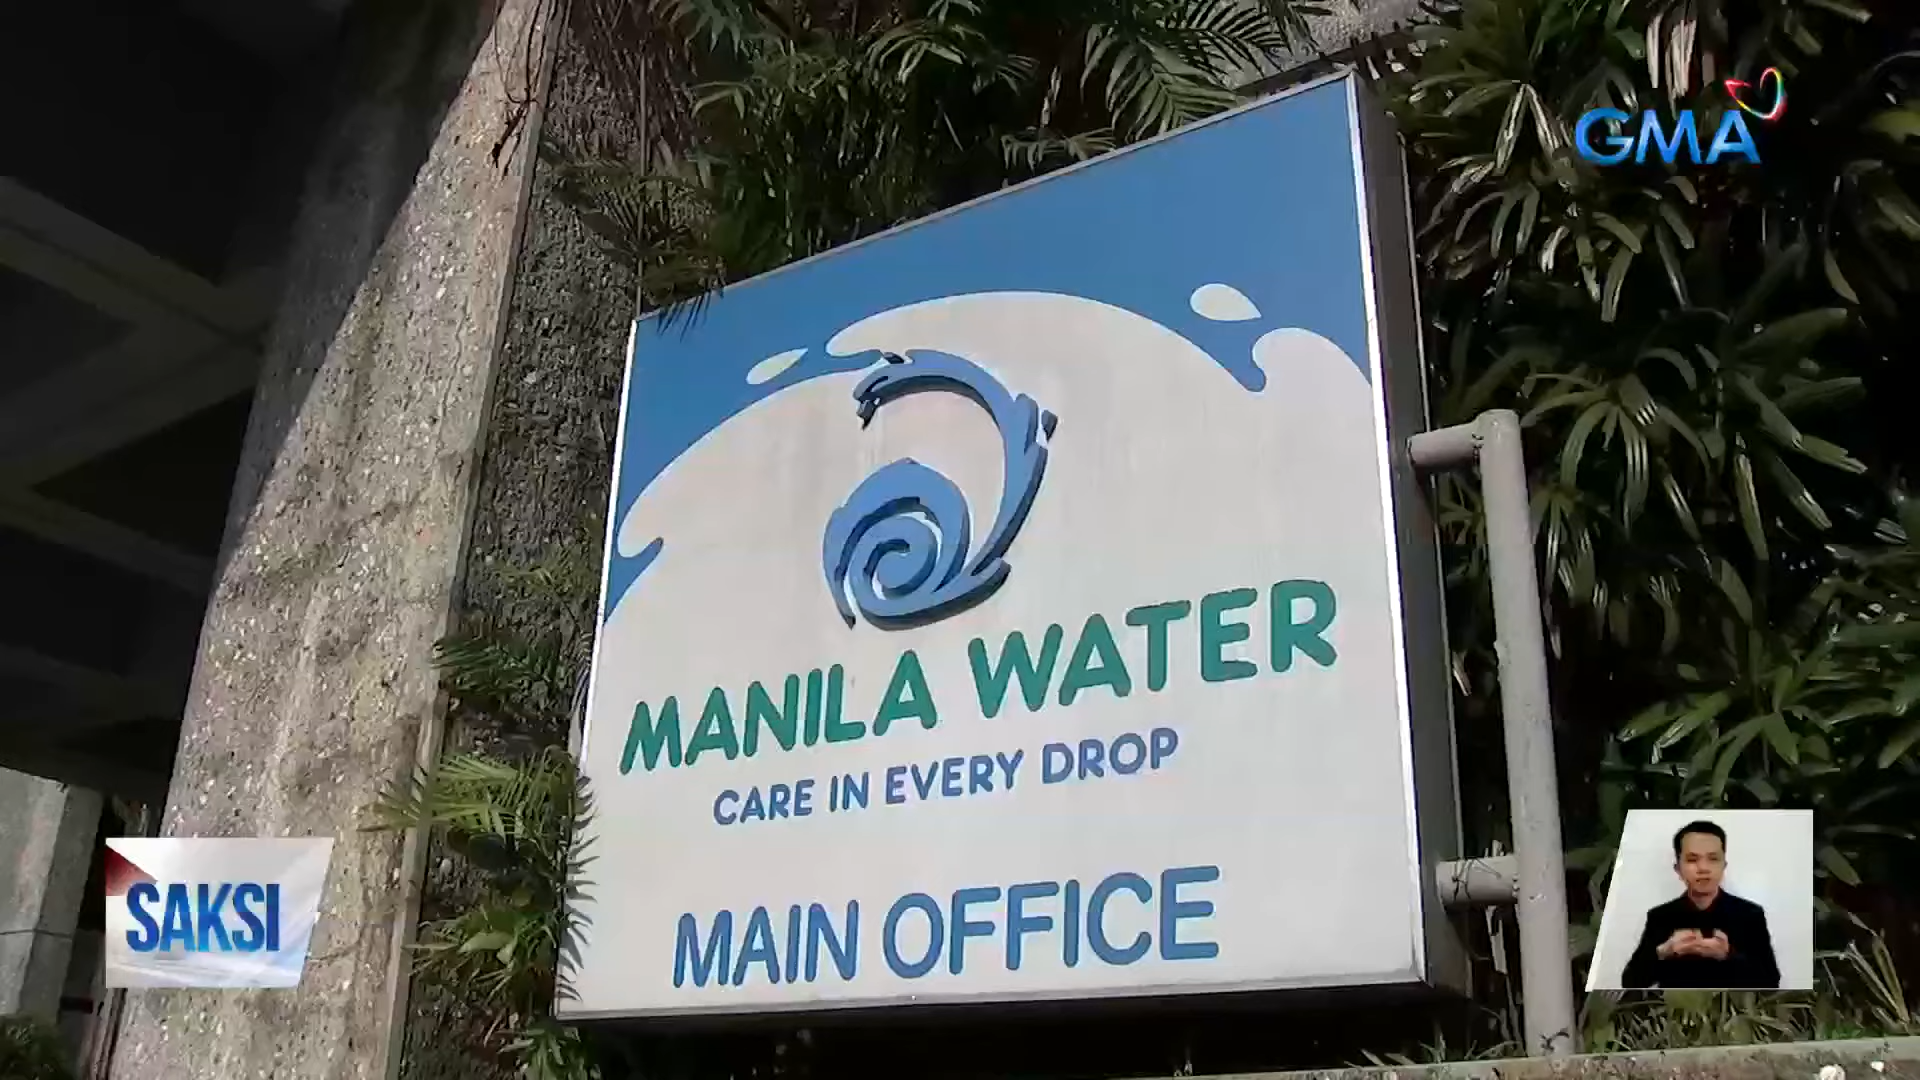 GMA
MANILA WATER
CARE IN EVERY DROP
MAIN OFFICE
SAKSI